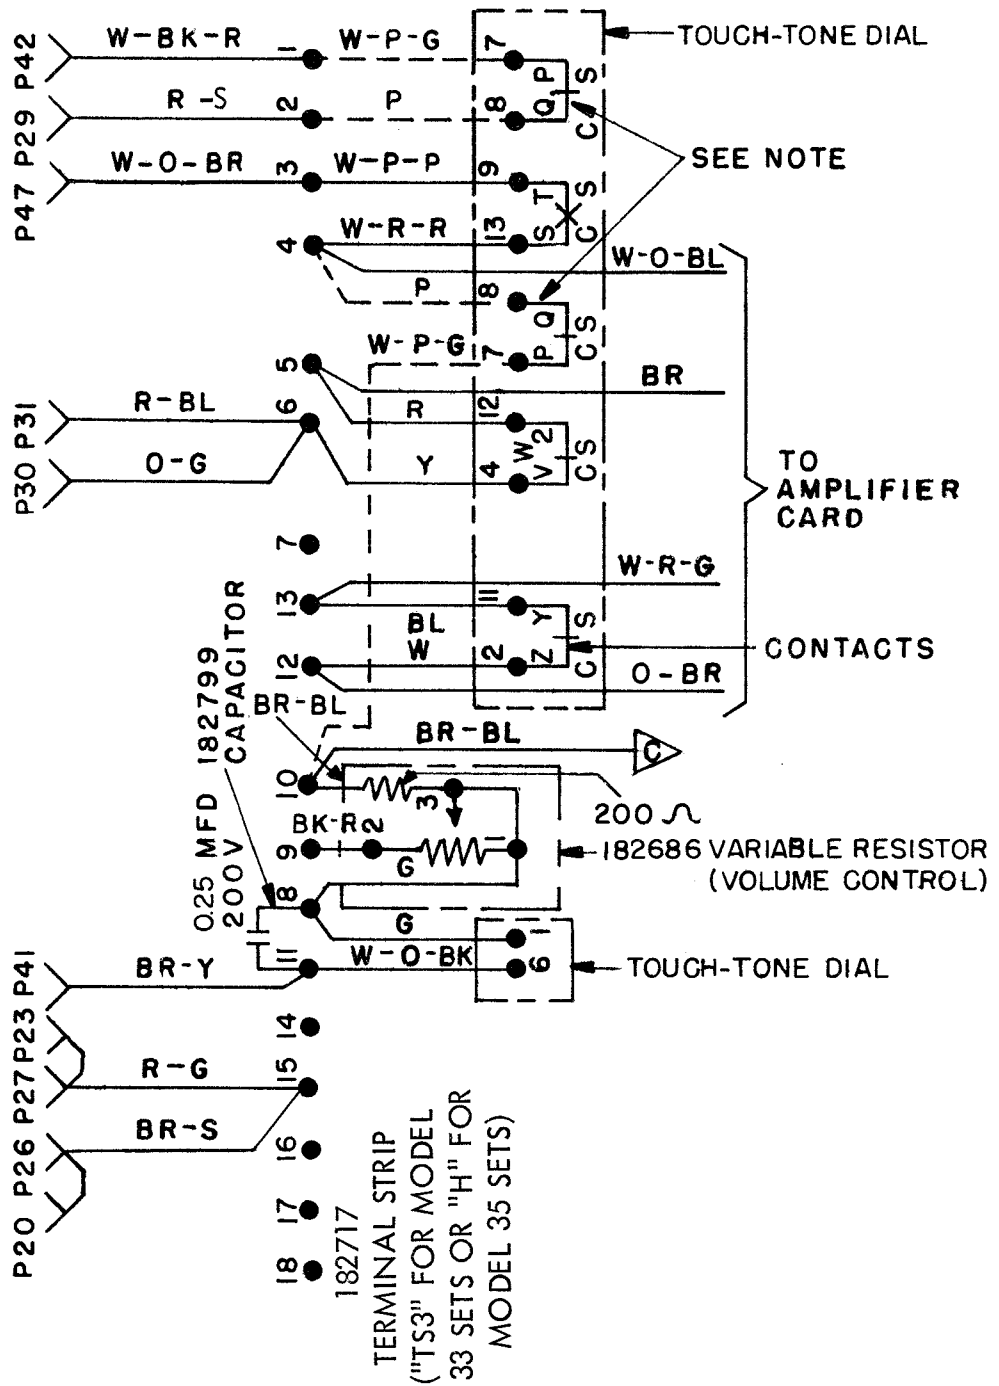 P42
W-BK-R
1
W-P-G
7
TOUCH-TONE DIAL
P
Q
C S
P29
R-S
2
P
8
SEE NOTE
P47
W-O-BR
3
W-P-P
9
T
S
C S
4
W-R-R
13
W-O-BL
P
8
Q
P
C S
W-P-G
7
5
BR
P31
R-BL
6
R
12
W
V 2
C S
P30
O-G
Y
4
TO
AMPLIFIER
CARD
7
W-R-G
13
11
BL
W
Y
Z
C S
CONTACTS
12
2
O-BR
0.25 MFD 182799
200V CAPACITOR
BR-BL
BR-BL
C
10
3
200 Ω
BK-R
2
9
1
G
182686 VARIABLE RESISTOR
(VOLUME CONTROL)
8
G
1
W-O-BK
6
TOUCH-TONE DIAL
P41
BR-Y
11
P23
14
P27
R-G
15
P26
BR-S
16
P20
17
18
182717
TERMINAL STRIP
("TS3" FOR MODEL
33 SETS OR "H" FOR
MODEL 35 SETS)